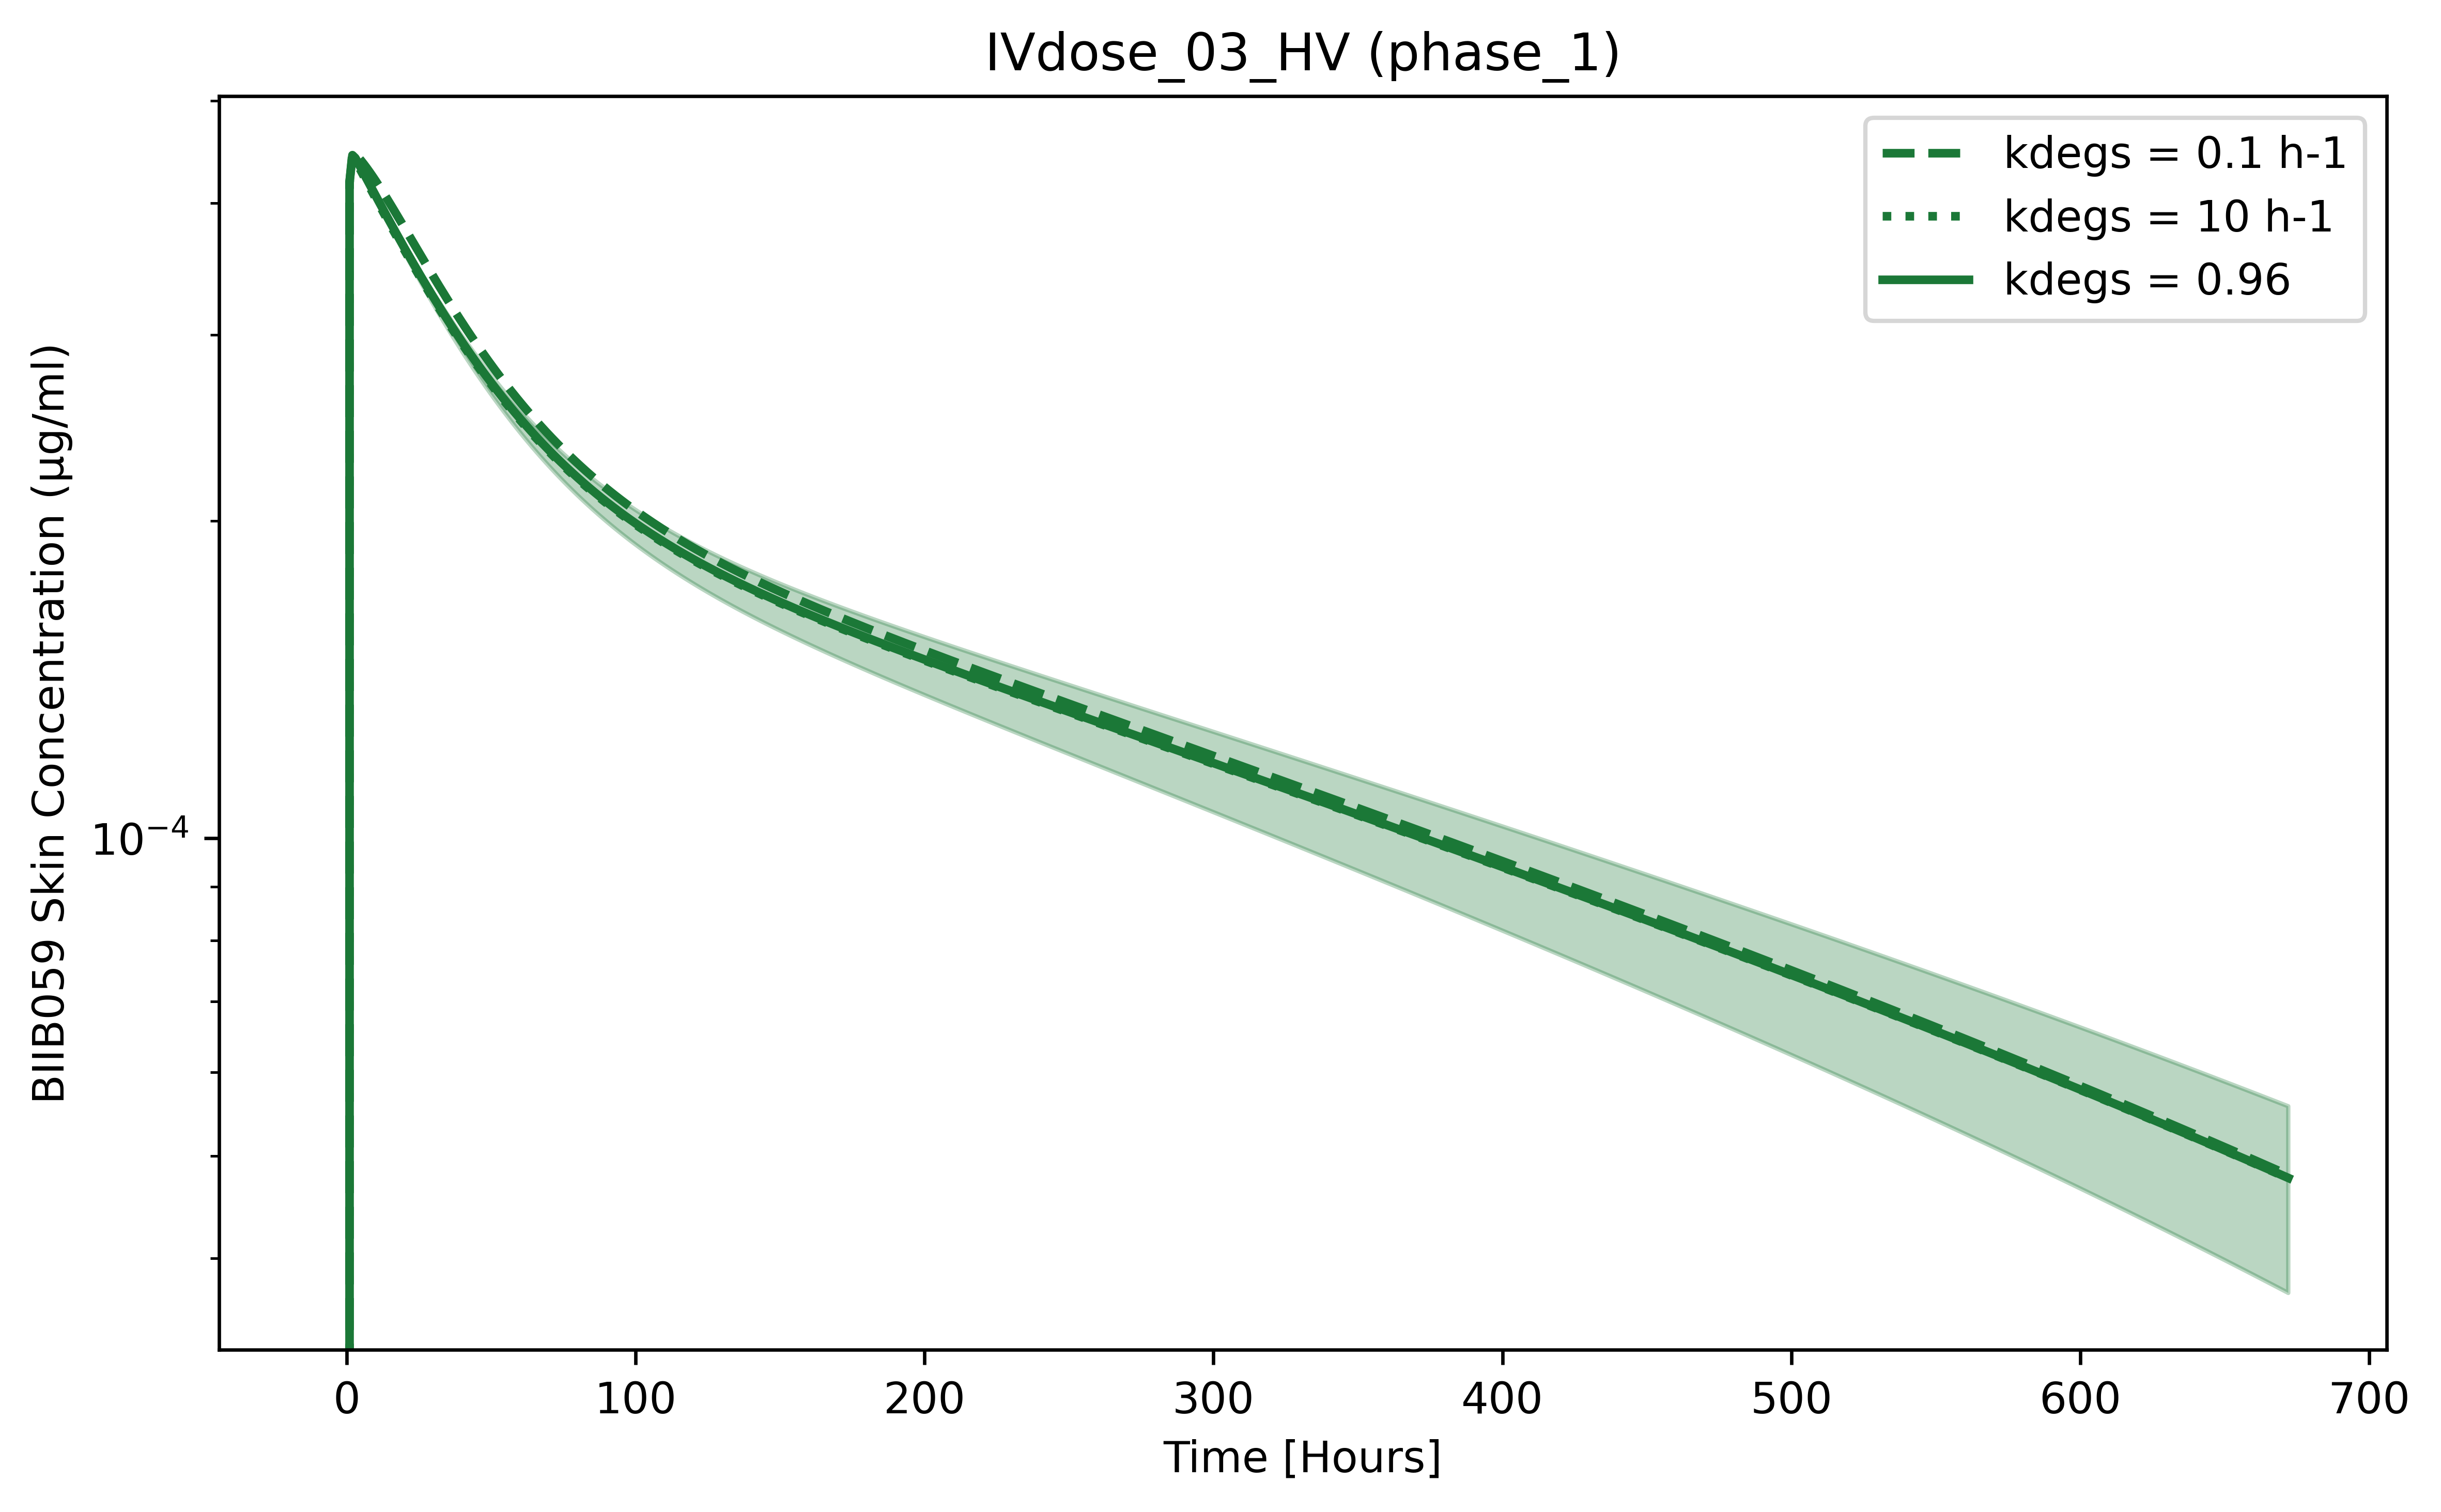 IVdose_03_HV (phase_1)
kdegs = 0.1 h-1
kdegs = 10 h-1
kdegs = 0.96
BIIB059 Skin Concentration (µg/ml)
10⁻⁴
0 100 200 300 400 500 600 700
Time [Hours]